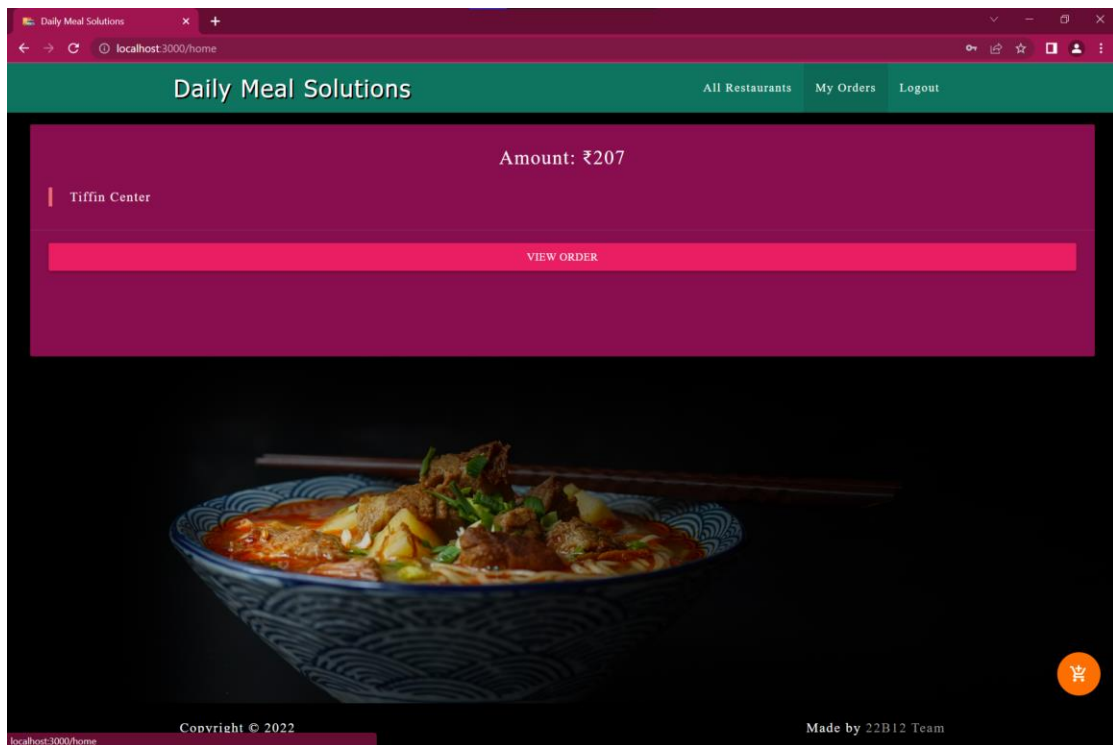 Daily Meal Solutions
localhost:3000/home
Daily Meal Solutions All Restaurants My Orders Logout
Amount: ₹207
Tiffin Center
VIEW ORDER
Copyright © 2022 Made by 22B12 Team
localhost:3000/home